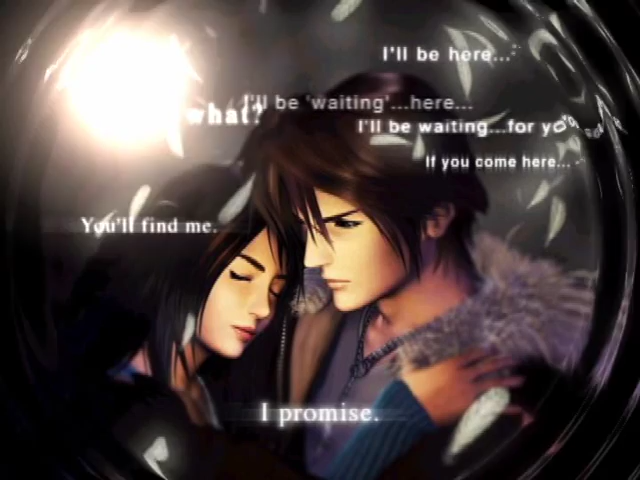 I'll be here...
I'll be 'waiting'...here...
what?
I'll be waiting...for yo
If you come here...
You'll find me.
I promise.